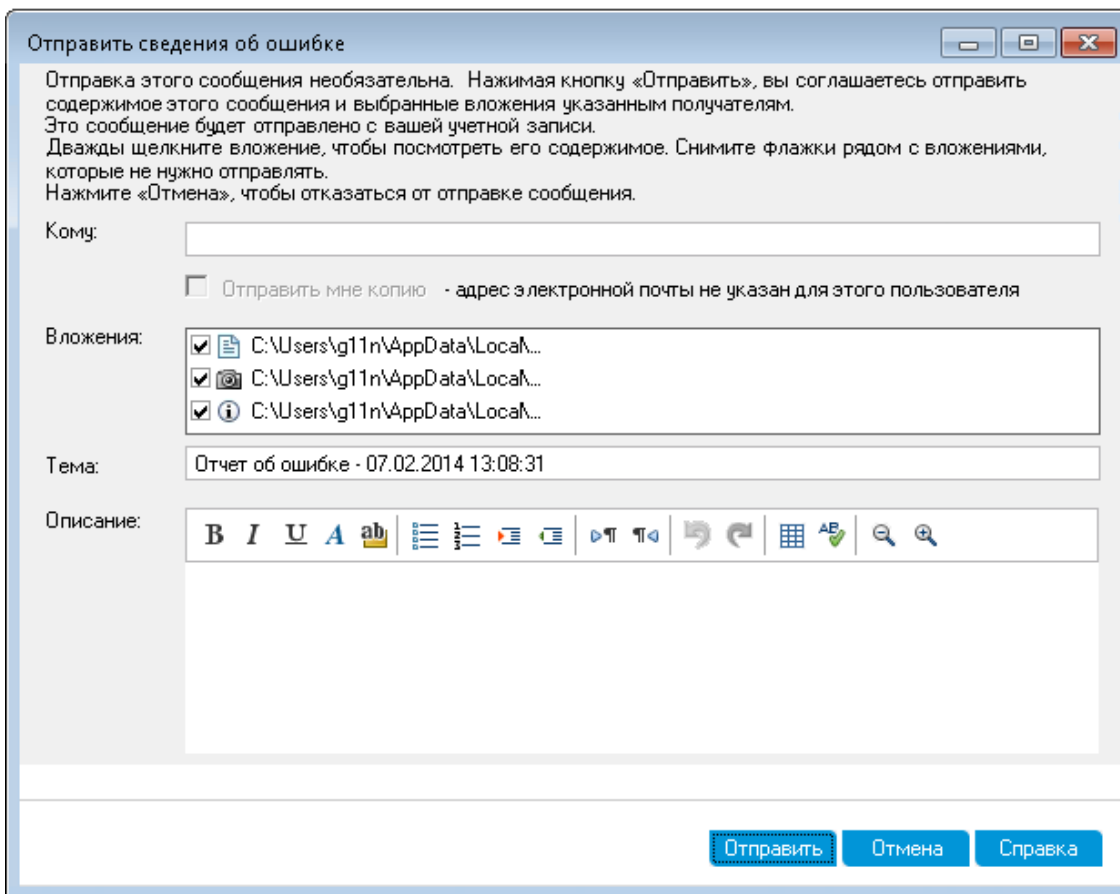 Отправить сведения об ошибке
Отправка этого сообщения необязательна.  Нажимая кнопку «Отправить», вы соглашаетесь отправить
содержимое этого сообщения и выбранные вложения указанным получателям.
Это сообщение будет отправлено с вашей учетной записи.
Дважды щелкните вложение, чтобы посмотреть его содержимое. Снимите флажки рядом с вложениями,
которые не нужно отправлять.
Нажмите «Отмена», чтобы отказаться от отправке сообщения.
Кому:
Отправить мне копию - адрес электронной почты не указан для этого пользователя
Вложения:
C:\Users\g11n\AppData\Local\...
C:\Users\g11n\AppData\Local\...
C:\Users\g11n\AppData\Local\...
Тема: Отчет об ошибке - 07.02.2014 13:08:31
Описание:
B I U A ab
Отправить Отмена Справка